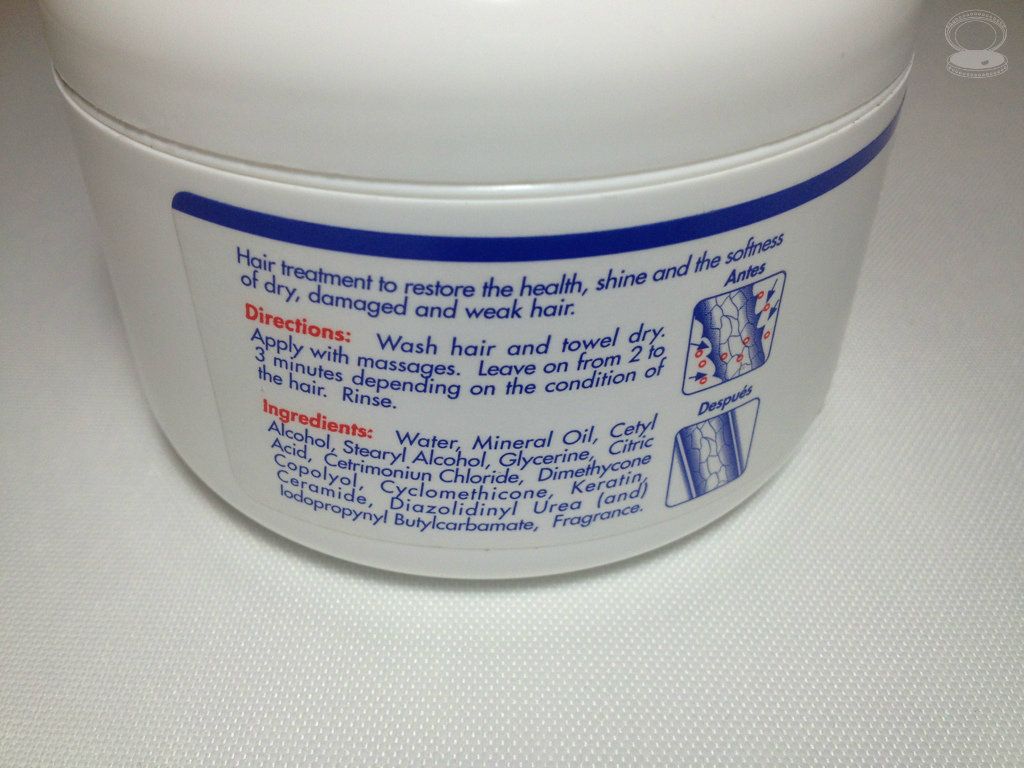 Hair treatment to restore the health, shine and the softness
of dry, damaged and weak hair.
Directions: Wash hair and towel dry.
Apply with massages. Leave on from 2 to
3 minutes depending on the condition of
the hair. Rinse.
Ingredients: Water, Mineral Oil, Cetyl
Alcohol, Stearyl Alcohol, Glycerine, Citric
Acid, Cetrimoniun Chloride, Dimethycone
Copolyol, Cyclomethicone, Keratin,
Ceramide, Diazolidinyl Urea (and)
Iodopropynyl Butylcarbamate, Fragrance.
Antes
Después